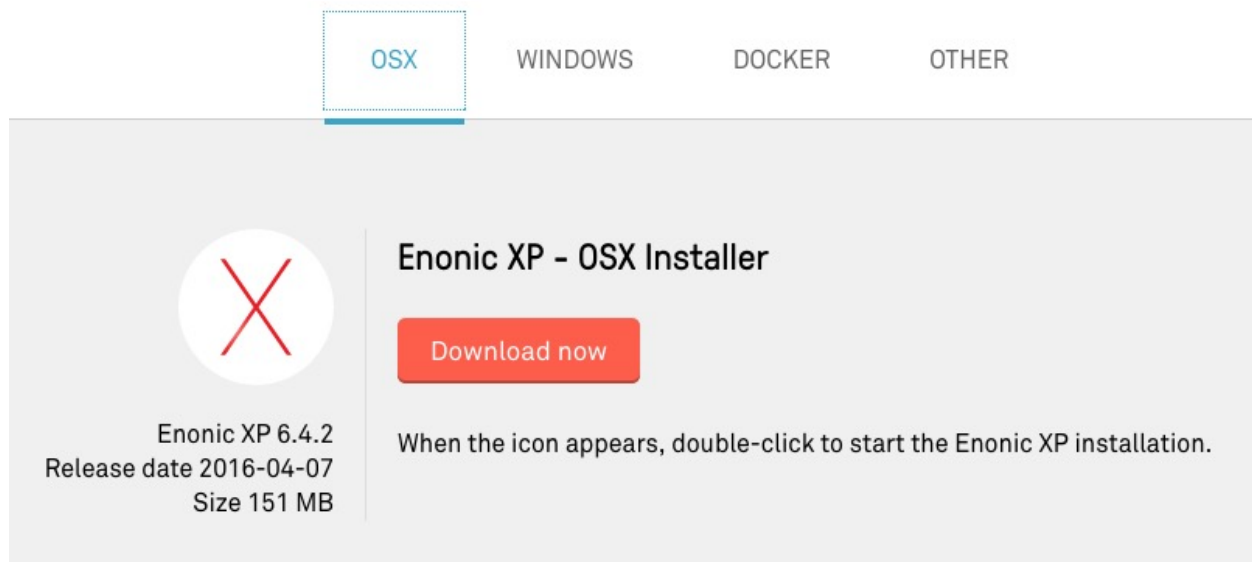 OSX WINDOWS DOCKER OTHER
Enonic XP - OSX Installer
Download now
When the icon appears, double-click to start the Enonic XP installation.
Enonic XP 6.4.2
Release date 2016-04-07
Size 151 MB